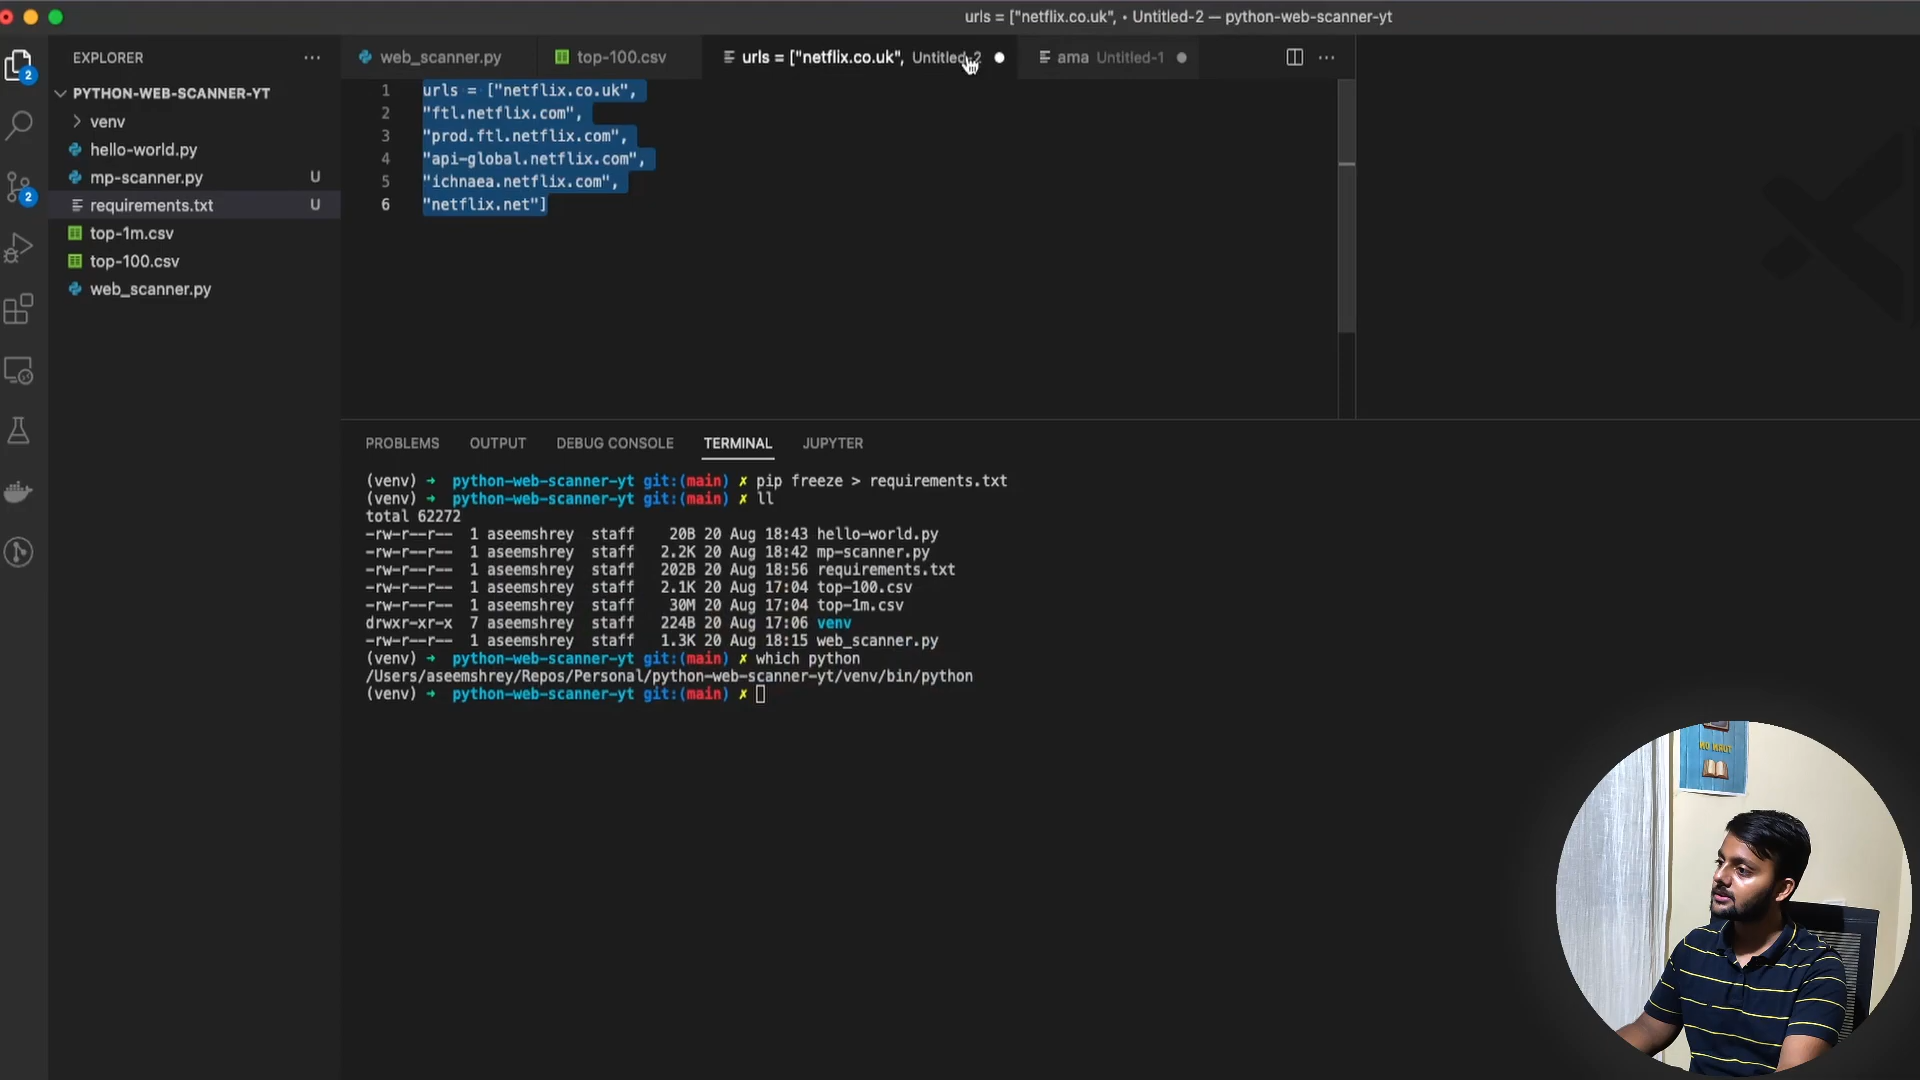 urls = ["netflix.co.uk", • Untitled-2 — python-web-scanner-yt
EXPLORER
web_scanner.py
top-100.csv
urls = ["netflix.co.uk", Untitled-2
ama Untitled-1
2
PYTHON-WEB-SCANNER-YT
venv
hello-world.py
mp-scanner.py U
requirements.txt U
top-1m.csv
top-100.csv
web_scanner.py
2
1 urls = ["netflix.co.uk",
2 "ftl.netflix.com",
3 "prod.ftl.netflix.com",
4 "api-global.netflix.com",
5 "ichnaea.netflix.com",
6 "netflix.net"]
PROBLEMS OUTPUT DEBUG CONSOLE TERMINAL JUPYTER
(venv) → python-web-scanner-yt git:(main) ✗ pip freeze > requirements.txt
(venv) → python-web-scanner-yt git:(main) ✗ ll
total 62272
-rw-r--r-- 1 aseemshrey staff 20B 20 Aug 18:43 hello-world.py
-rw-r--r-- 1 aseemshrey staff 2.2K 20 Aug 18:42 mp-scanner.py
-rw-r--r-- 1 aseemshrey staff 202B 20 Aug 18:56 requirements.txt
-rw-r--r-- 1 aseemshrey staff 2.1K 20 Aug 17:04 top-100.csv
-rw-r--r-- 1 aseemshrey staff 30M 20 Aug 17:04 top-1m.csv
drwxr-xr-x 7 aseemshrey staff 224B 20 Aug 17:06 venv
-rw-r--r-- 1 aseemshrey staff 1.3K 20 Aug 18:15 web_scanner.py
(venv) → python-web-scanner-yt git:(main) ✗ which python
/Users/aseemshrey/Repos/Personal/python-web-scanner-yt/venv/bin/python
(venv) → python-web-scanner-yt git:(main) ✗